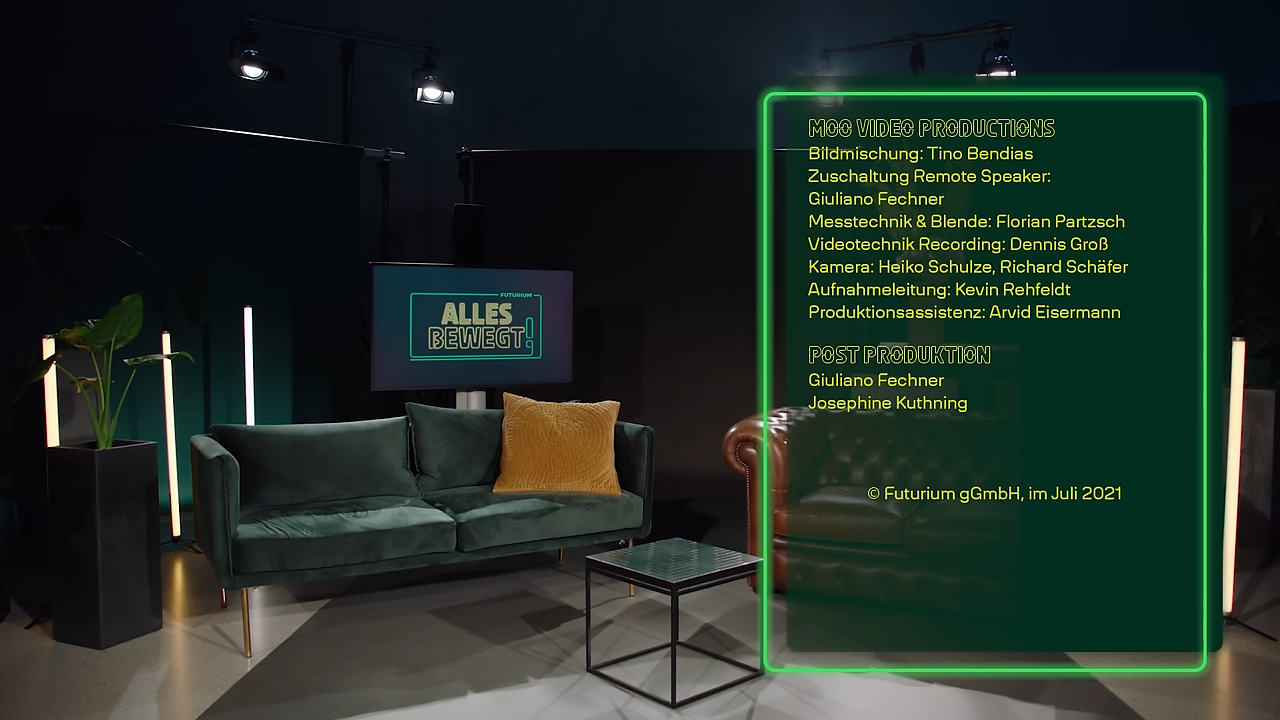 FUTURIUM
ALLES
BEWEGT!
MOO VIDEO PRODUCTIONS
Bildmischung: Tino Bendias
Zuschaltung Remote Speaker:
Giuliano Fechner
Messtechnik & Blende: Florian Partzsch
Videotechnik Recording: Dennis Groß
Kamera: Heiko Schulze, Richard Schäfer
Aufnahmeleitung: Kevin Rehfeldt
Produktionsassistenz: Arvid Eisermann
POST PRODUKTION
Giuliano Fechner
Josephine Kuthning
© Futurium gGmbH, im Juli 2021